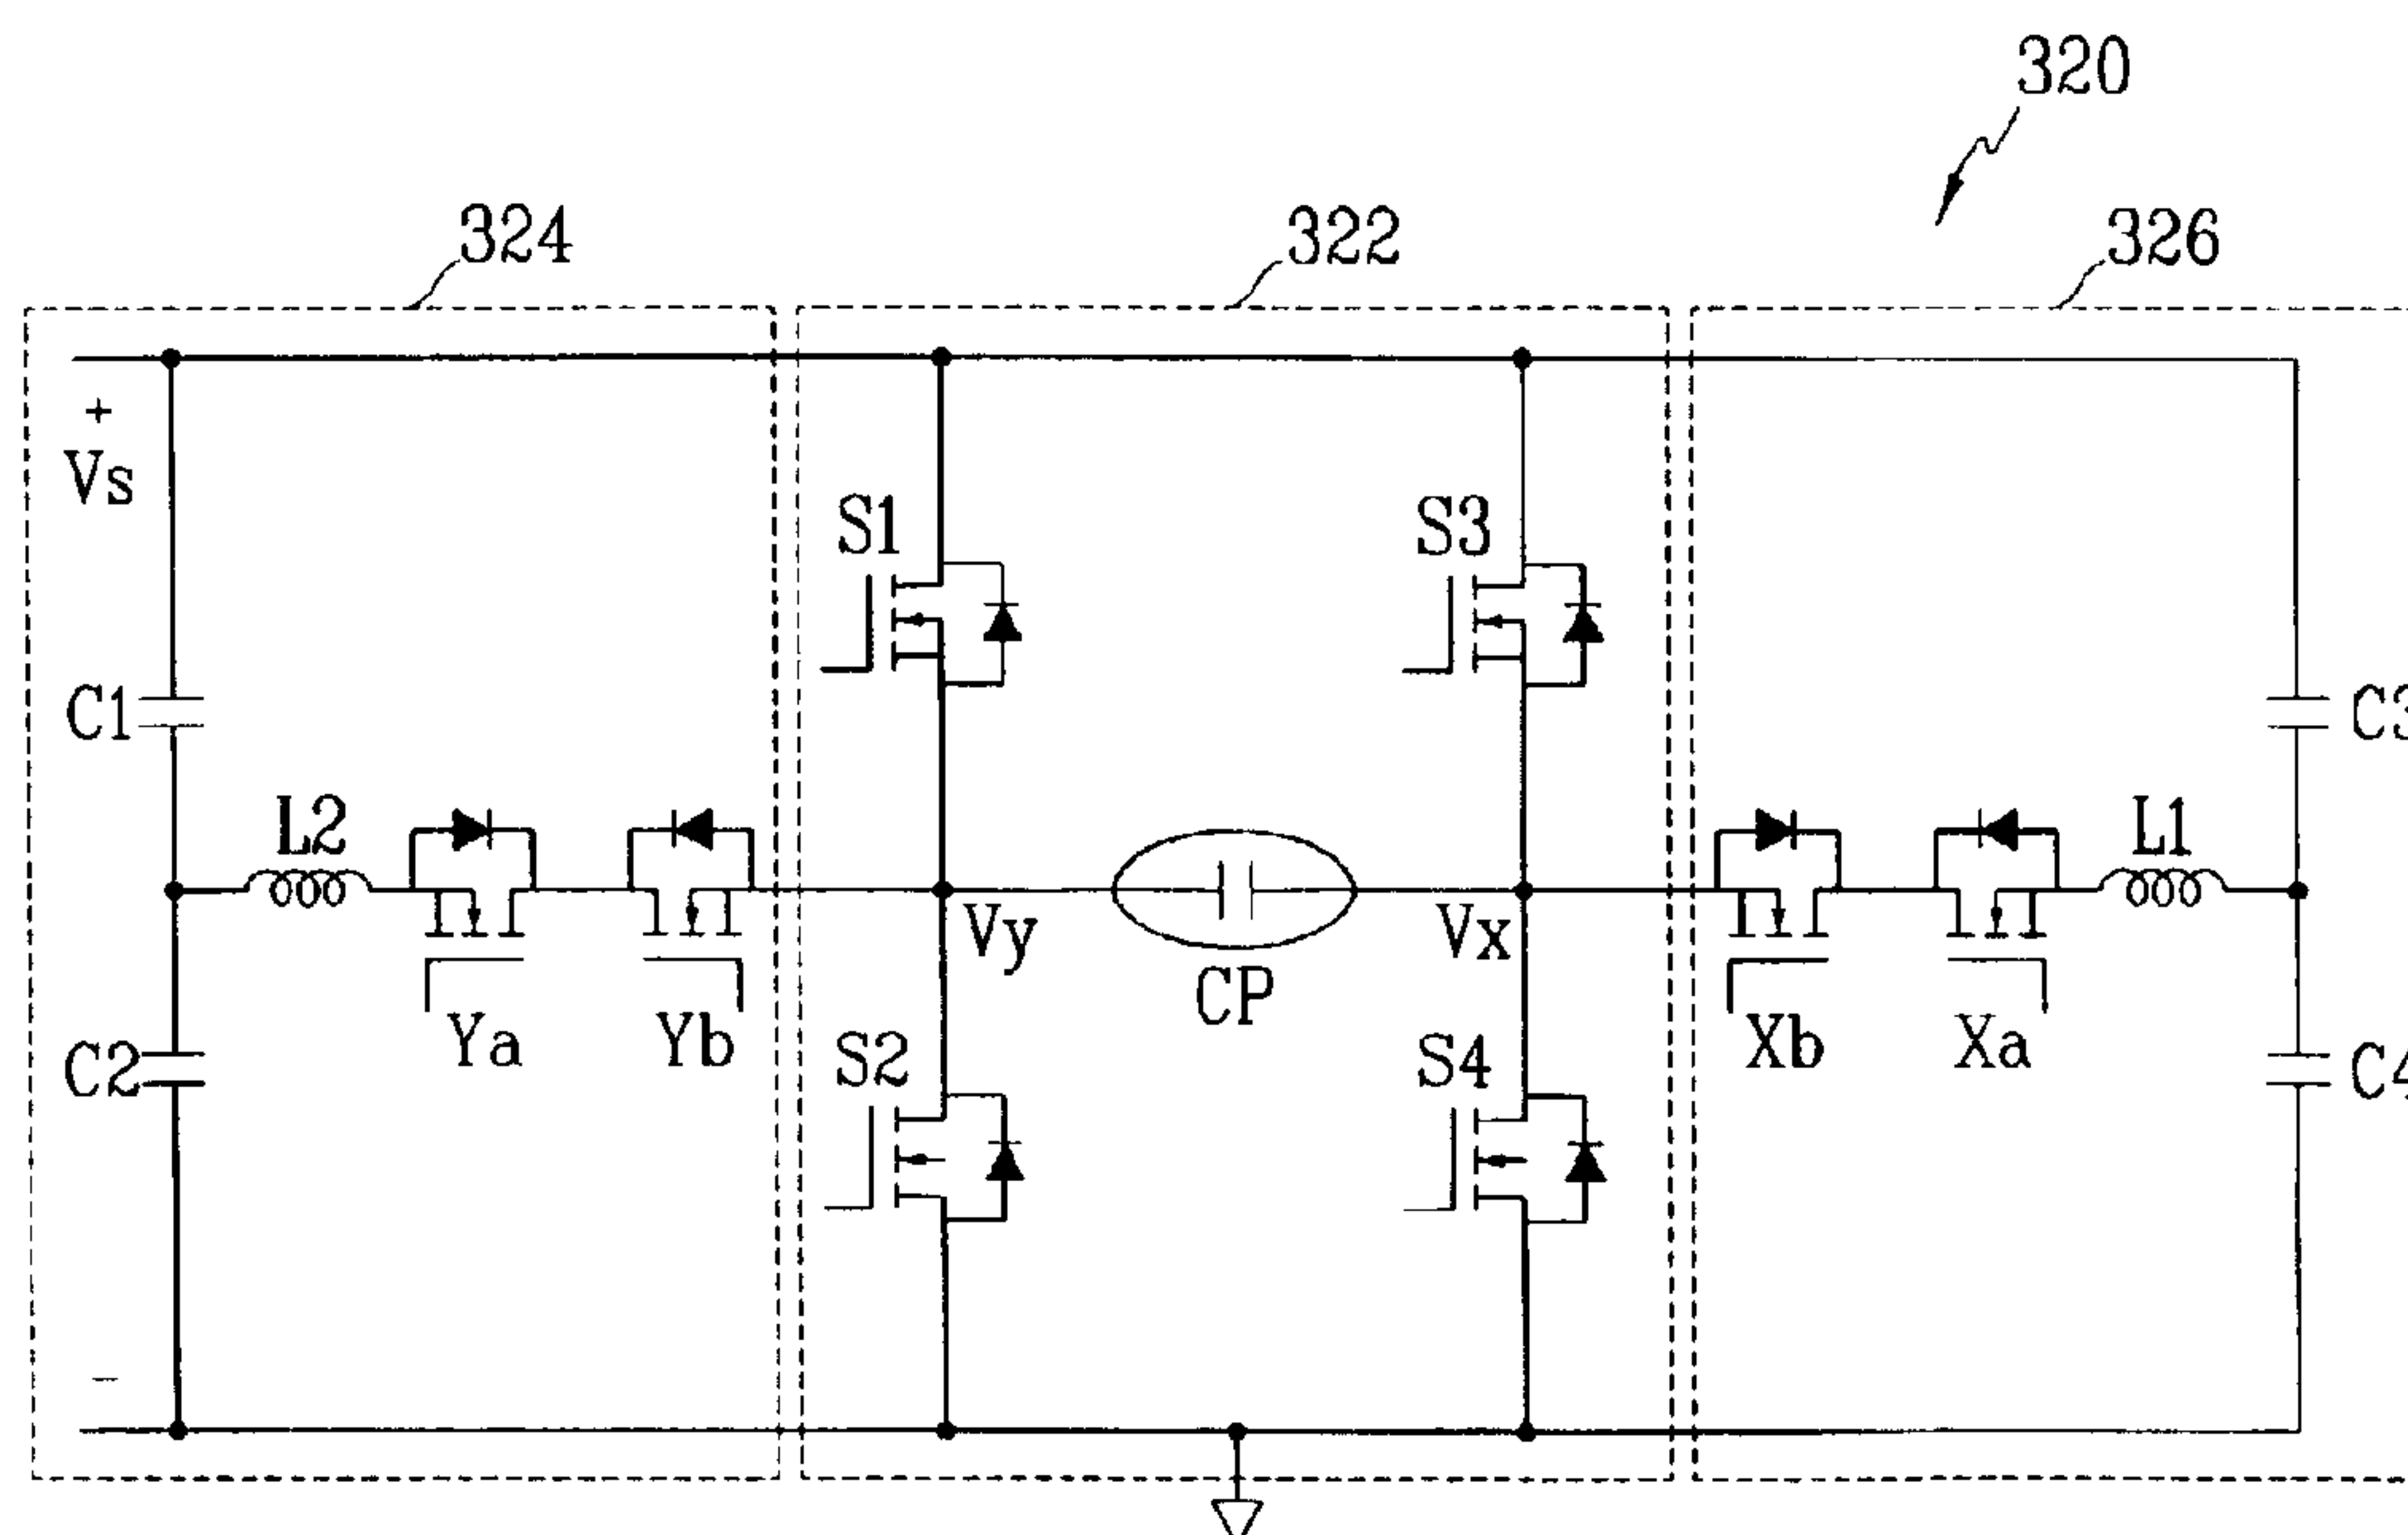 320
324
322
326
+
Vs
S1
S3
C1
C3
L2
L1
Vy
Vx
CP
Ya
Yb
Xb
Xa
C2
S2
S4
C4
−